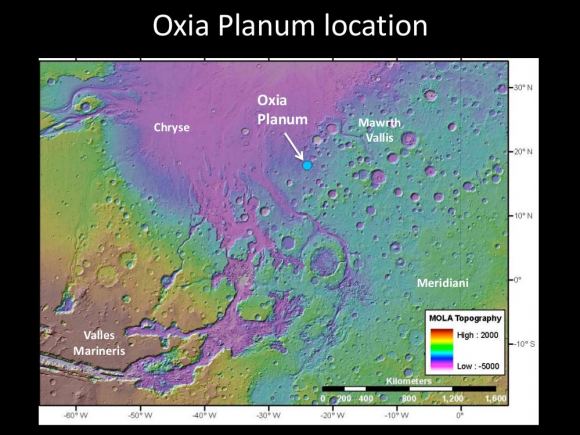 Oxia Planum location
Oxia
Planum
Chryse
Mawrth
Vallis
Meridiani
Valles
Marineris
MOLA Topography
High : 2000
Low : -5000
Kilometers
0 200 400 800 1,200 1,600
30° N
20° N
10° N
0°
10° S
-60° W -50° W -40° W -30° W -20° W -10° W 0°